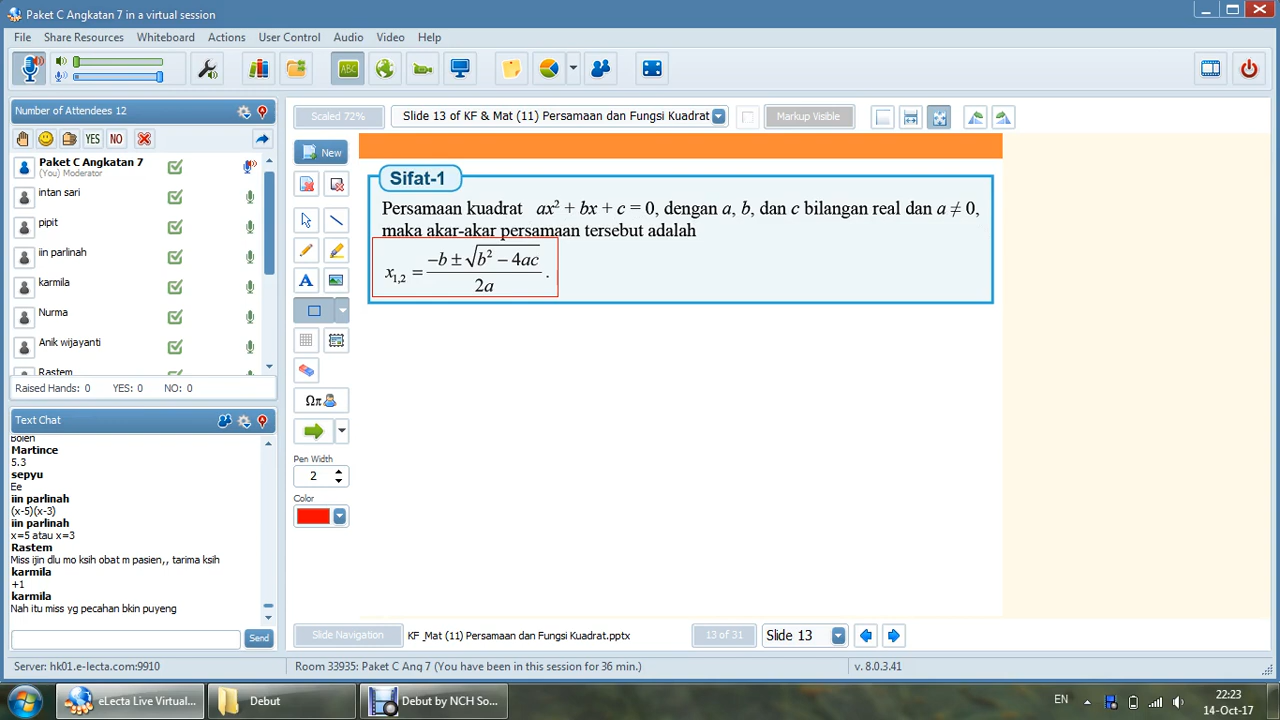 Paket C Angkatan 7 in a virtual session
File Share Resources Whiteboard Actions User Control Audio Video Help
Number of Attendees 12
YES NO
Paket C Angkatan 7
(You) Moderator
intan sari
pipit
iin parlinah
karmila
Nurma
Anik wijayanti
Rastem
Raised Hands: 0 YES: 0 NO: 0
Text Chat
Boleh
Martince
5.3
sepyu
Ee
iin parlinah
(x-5)(x-3)
iin parlinah
x=5 atau x=3
Rastem
Miss ijin dlu mo ksih obat m pasien,, tarima ksih
karmila
+1
karmila
Nah itu miss yg pecahan bkin puyeng
Send
ABC
Scaled 72%
Slide 13 of KF & Mat (11) Persamaan dan Fungsi Kuadrat
Markup Visible
New
A
Ωπ
Pen Width
2
Color
Sifat-1
Persamaan kuadrat ax² + bx + c = 0, dengan a, b, dan c bilangan real dan a ≠ 0,
maka akar-akar persamaan tersebut adalah
x₁,₂ = (−b ± √(b² − 4ac)) / 2a .
Slide Navigation
KF _Mat (11) Persamaan dan Fungsi Kuadrat.pptx
13 of 31
Slide 13
Server: hk01.e-lecta.com:9910
Room 33935: Paket C Ang 7 (You have been in this session for 36 min.)
v. 8.0.3.41
eLecta Live Virtual...
Debut
Debut by NCH So...
EN
22:23
14-Oct-17